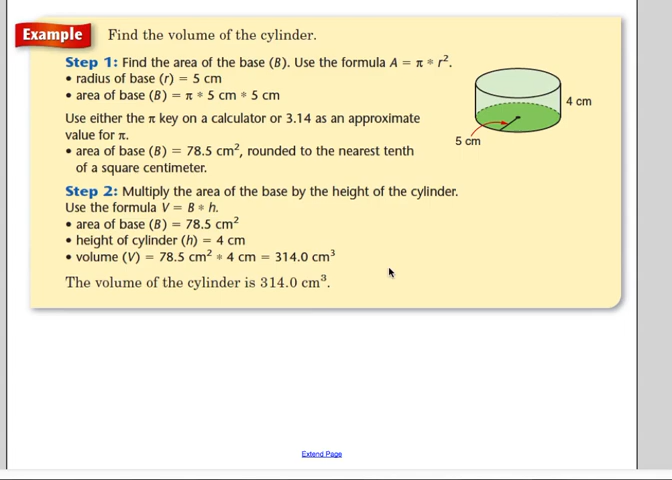 Example Find the volume of the cylinder.
Step 1: Find the area of the base (B). Use the formula A = π * r².
• radius of base (r) = 5 cm
• area of base (B) = π * 5 cm * 5 cm
Use either the π key on a calculator or 3.14 as an approximate
value for π.
• area of base (B) = 78.5 cm², rounded to the nearest tenth
of a square centimeter.
4 cm
5 cm
Step 2: Multiply the area of the base by the height of the cylinder.
Use the formula V = B * h.
• area of base (B) = 78.5 cm²
• height of cylinder (h) = 4 cm
• volume (V) = 78.5 cm² * 4 cm = 314.0 cm³
The volume of the cylinder is 314.0 cm³.
Extend Page